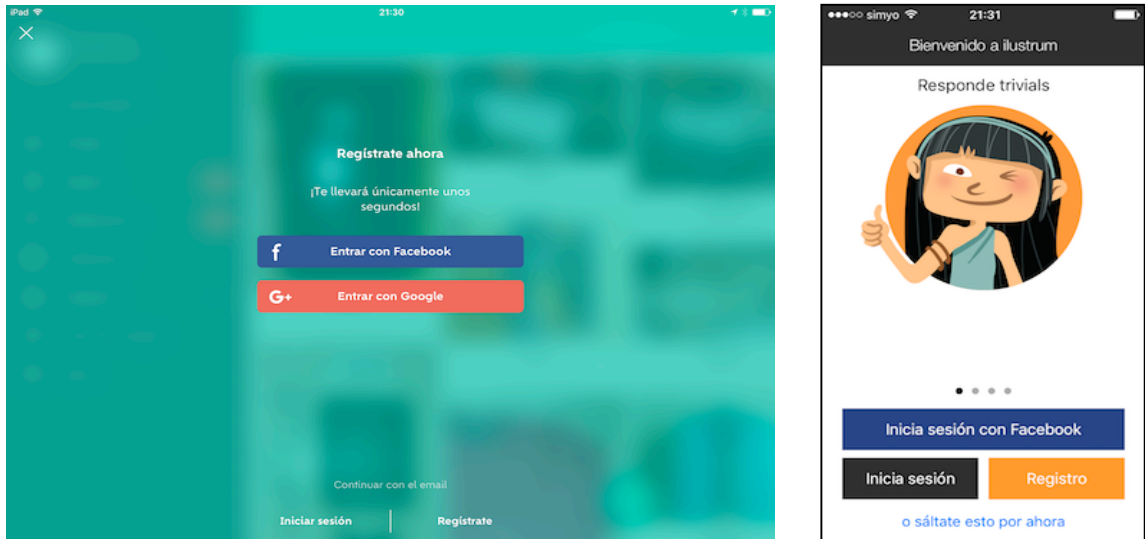 iPad
21:30
Regístrate ahora
¡Te llevará únicamente unos
segundos!
f Entrar con Facebook
G+ Entrar con Google
Continuar con el email
Iniciar sesión
Regístrate
simyo
21:31
Bienvenido a ilustrum
Responde trivials
Inicia sesión con Facebook
Inicia sesión
Registro
o sáltate esto por ahora